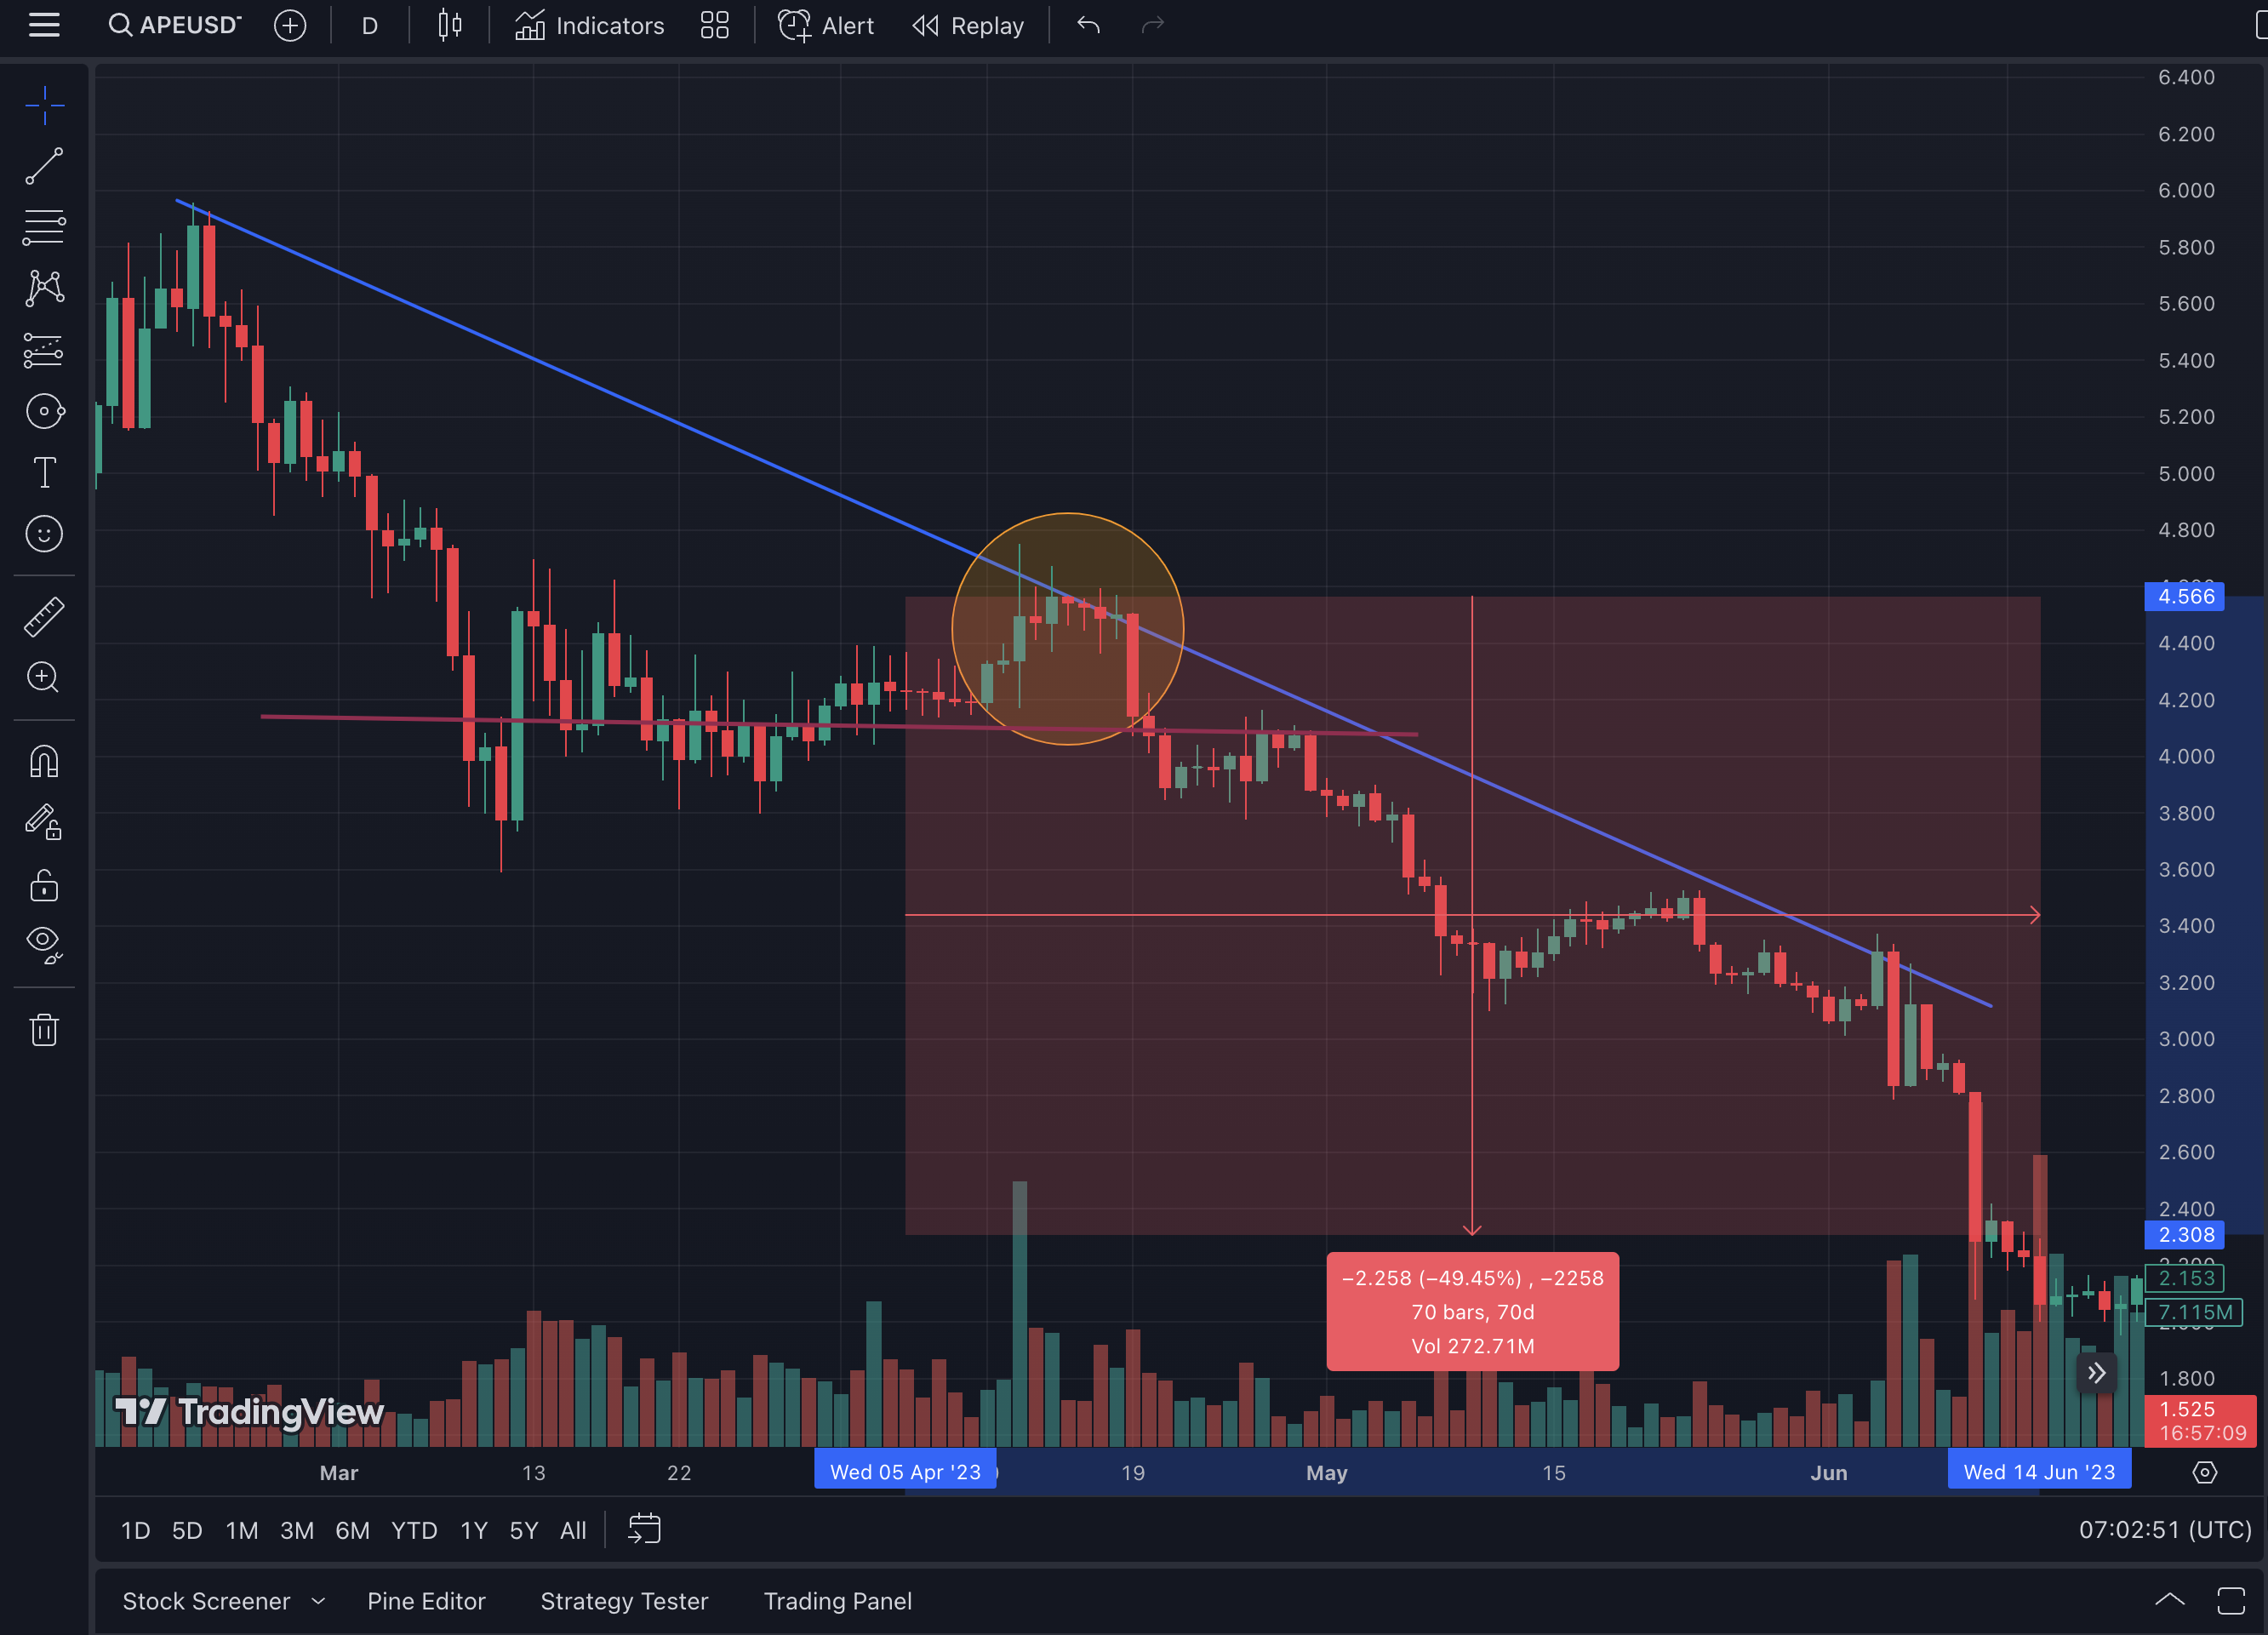 APEUSD
D
Indicators
Alert
Replay
6.400
6.200
6.000
5.800
5.600
5.400
5.200
5.000
4.800
4.566
4.400
4.200
4.000
3.800
3.600
3.400
3.200
3.000
2.800
2.600
2.400
2.308
2.153
7.115M
1.800
1.525
16:57:09
−2.258 (−49.45%) , −2258
70 bars, 70d
Vol 272.71M
TradingView
Mar
13
22
Wed 05 Apr '23
19
May
15
Jun
Wed 14 Jun '23
1D 5D 1M 3M 6M YTD 1Y 5Y All
07:02:51 (UTC)
Stock Screener
Pine Editor
Strategy Tester
Trading Panel